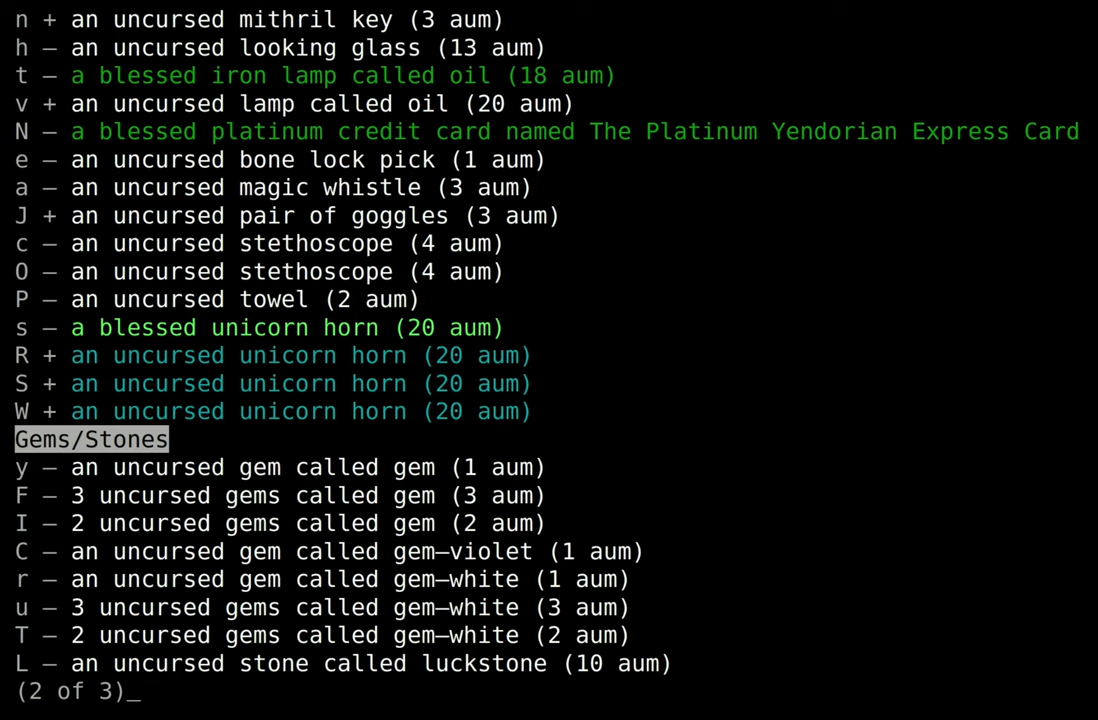 n + an uncursed mithril key (3 aum)
h – an uncursed looking glass (13 aum)
t – a blessed iron lamp called oil (18 aum)
v + an uncursed lamp called oil (20 aum)
N – a blessed platinum credit card named The Platinum Yendorian Express Card
e – an uncursed bone lock pick (1 aum)
a – an uncursed magic whistle (3 aum)
J + an uncursed pair of goggles (3 aum)
c – an uncursed stethoscope (4 aum)
O – an uncursed stethoscope (4 aum)
P – an uncursed towel (2 aum)
s – a blessed unicorn horn (20 aum)
R + an uncursed unicorn horn (20 aum)
S + an uncursed unicorn horn (20 aum)
W + an uncursed unicorn horn (20 aum)
Gems/Stones
y – an uncursed gem called gem (1 aum)
F – 3 uncursed gems called gem (3 aum)
I – 2 uncursed gems called gem (2 aum)
C – an uncursed gem called gem–violet (1 aum)
r – an uncursed gem called gem–white (1 aum)
u – 3 uncursed gems called gem–white (3 aum)
T – 2 uncursed gems called gem–white (2 aum)
L – an uncursed stone called luckstone (10 aum)
(2 of 3)_